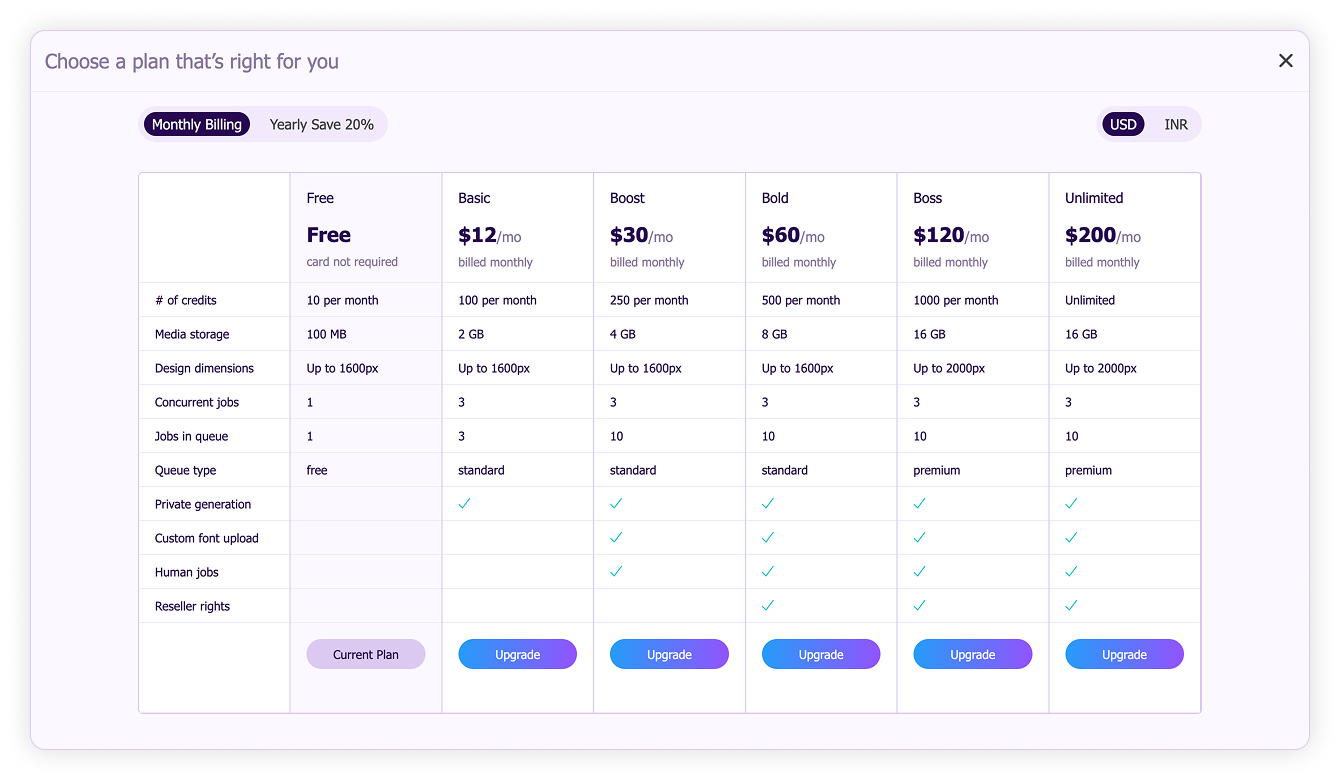 Choose a plan that’s right for you
Monthly Billing Yearly Save 20% USD INR
Free Basic Boost Bold Boss Unlimited
Free $12/mo $30/mo $60/mo $120/mo $200/mo
card not required billed monthly billed monthly billed monthly billed monthly billed monthly
# of credits 10 per month 100 per month 250 per month 500 per month 1000 per month Unlimited
Media storage 100 MB 2 GB 4 GB 8 GB 16 GB 16 GB
Design dimensions Up to 1600px Up to 1600px Up to 1600px Up to 1600px Up to 2000px Up to 2000px
Concurrent jobs 1 3 3 3 3 3
Jobs in queue 1 3 10 10 10 10
Queue type free standard standard standard premium premium
Private generation
Custom font upload
Human jobs
Reseller rights
Current Plan Upgrade Upgrade Upgrade Upgrade Upgrade